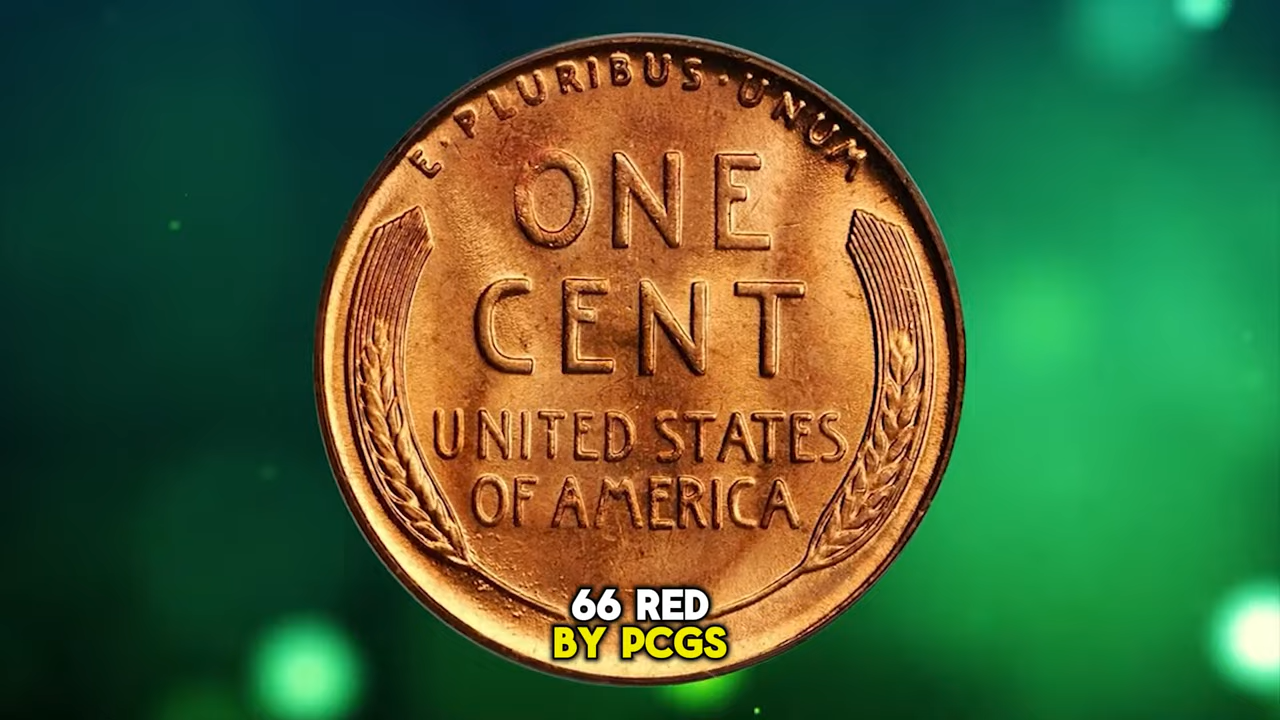 E · PLURIBUS · UNUM
ONE
CENT
UNITED STATES
OF AMERICA
66 RED
BY PCGS